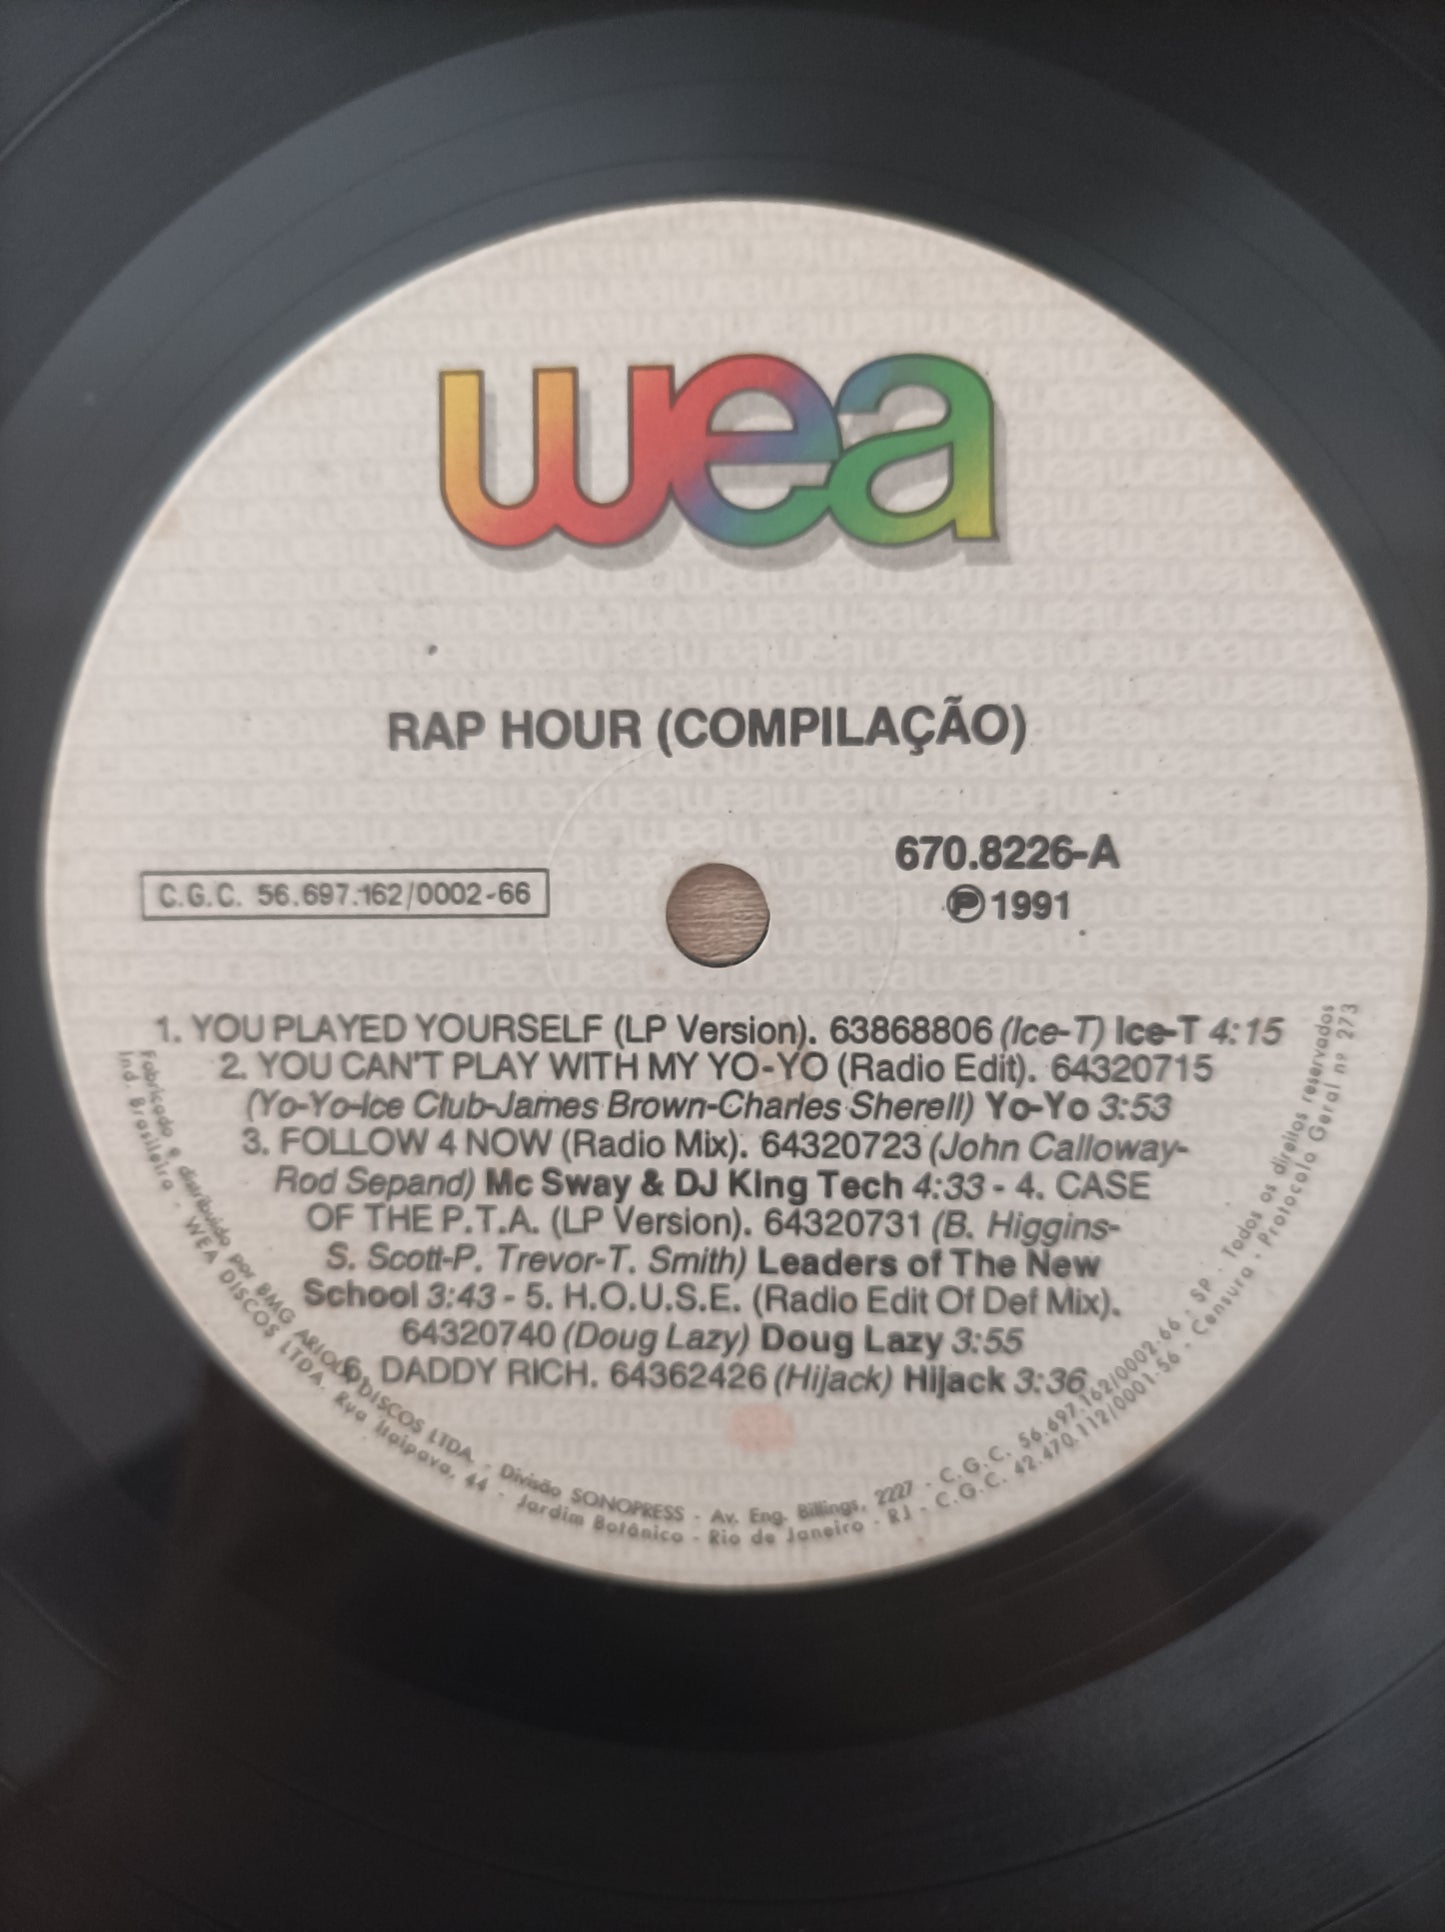 wea
RAP HOUR (COMPILAÇÃO)
670.8226-A
C.G.C. 56.697.162/0002-66
℗1991
1. YOU PLAYED YOURSELF (LP Version). 63868806 (Ice-T) Ice-T 4:15
2. YOU CAN'T PLAY WITH MY YO-YO (Radio Edit). 64320715
(Yo-Yo-Ice Club-James Brown-Charles Sherell) Yo-Yo 3:53
3. FOLLOW 4 NOW (Radio Mix). 64320723 (John Calloway-
Rod Sepand) Mc Sway & DJ King Tech 4:33 - 4. CASE
OF THE P.T.A. (LP Version). 64320731 (B. Higgins-
S. Scott-P. Trevor-T. Smith) Leaders of The New
School 3:43 - 5. H.O.U.S.E. (Radio Edit Of Def Mix).
64320740 (Doug Lazy) Doug Lazy 3:55
6. DADDY RICH. 64362426 (Hijack) Hijack 3:36
Fabricado e distribuído por BMG ARIOLA DISCOS LTDA. - Divisão SONOPRESS - Av. Eng. Billings, 2227 - C.G.C. 56.697.162/0002-66 - SP - Todos os direitos reservados
Ind. Brasileira - WEA DISCOS LTDA. Rua Itaipava, 44 - Jardim Botânico - Rio de Janeiro - RJ - C.G.C. 42.470.112/0001-56 - Censura - Protocolo Geral nº 273